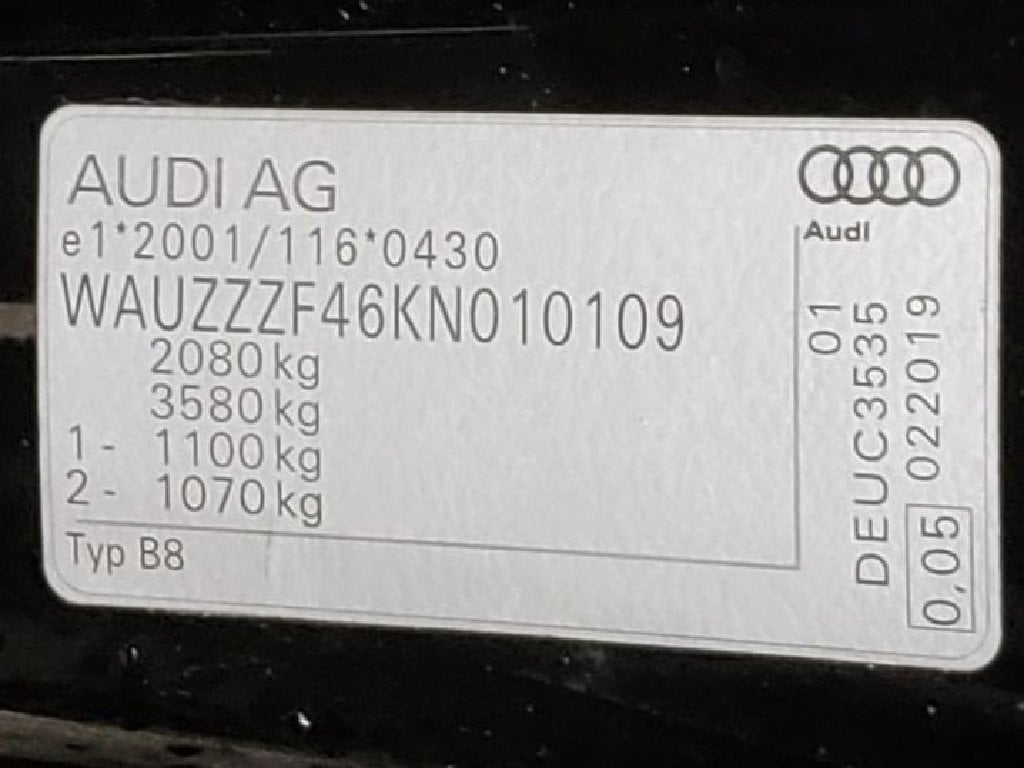 AUDI AG
e1*2001/116*0430
WAUZZZF46KN010109
2080 kg
3580 kg
1 - 1100 kg
2 - 1070 kg
Typ B8
Audi
01
DEUC3535
0,05 022019